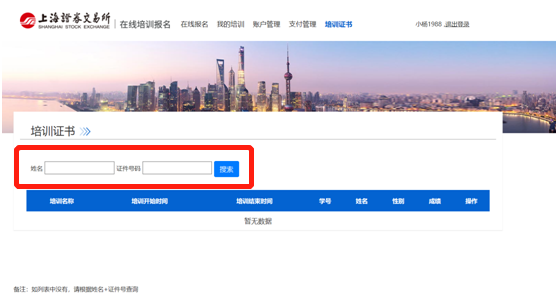 上海證券交易所
SHANGHAI STOCK EXCHANGE
在线培训报名 在线报名 我的培训 账户管理 支付管理 培训证书 小杨1988 ,退出登录
培训证书
姓名 证件号码 搜索
培训名称 培训开始时间 培训结束时间 学号 姓名 性别 成绩 操作
暂无数据
备注：如列表中没有，请根据姓名+证件号查询